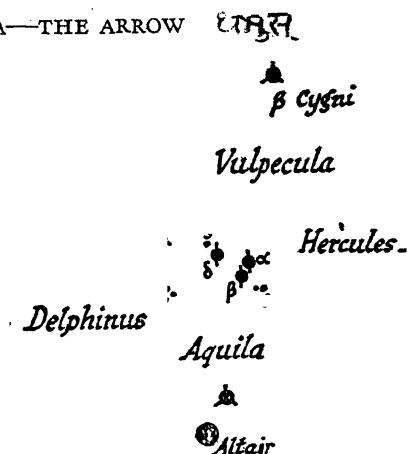 A—THE ARROW
β Cygni
Vulpecula
Hercules
δ α
β
Delphinus
Aquila
Altair